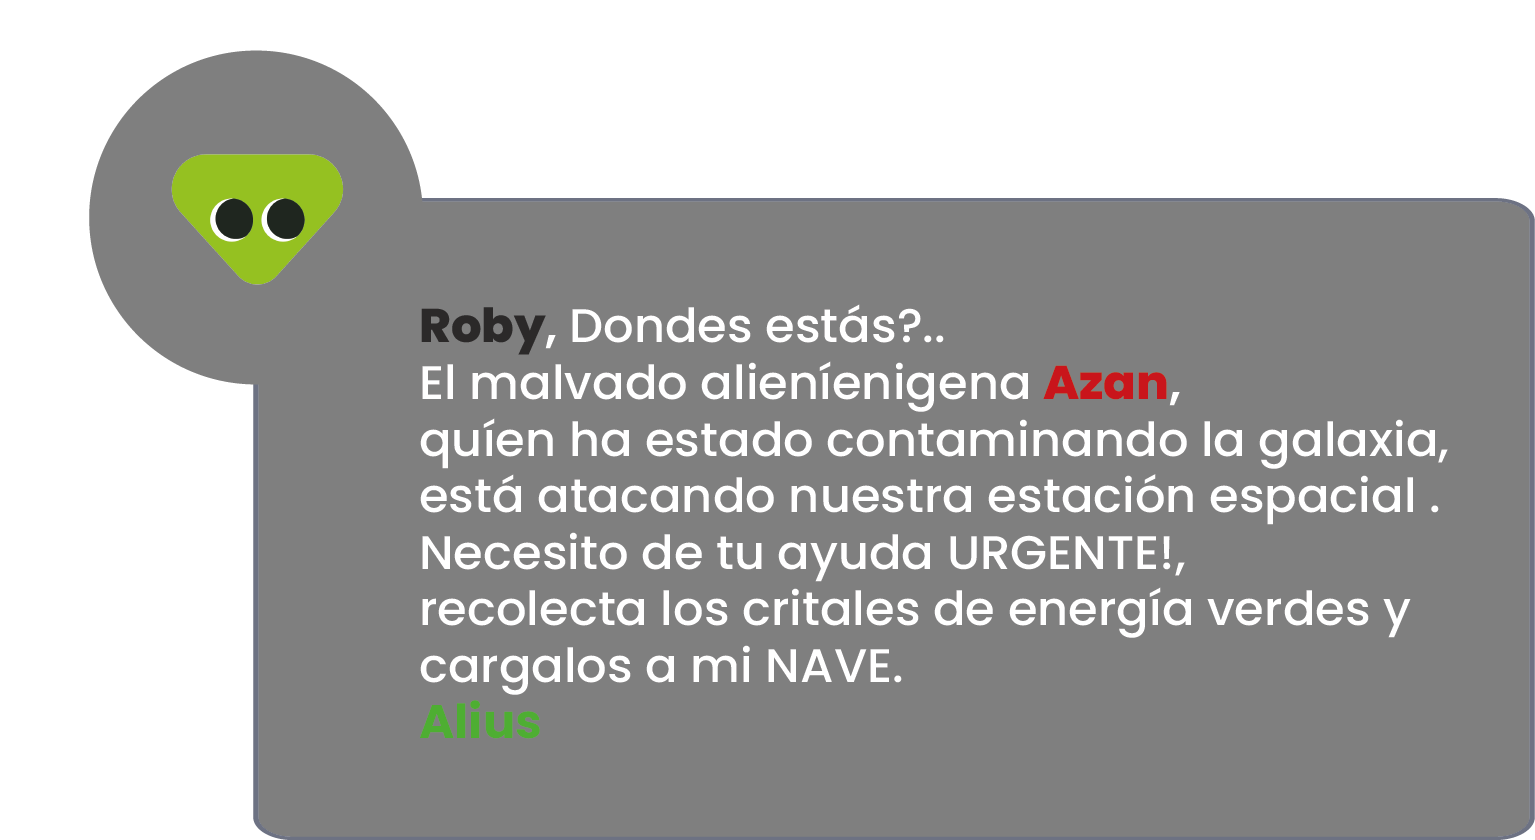 Roby, Dondes estás?..
El malvado alieníenigena Azan,
quíen ha estado contaminando la galaxia,
está atacando nuestra estación espacial .
Necesito de tu ayuda URGENTE!,
recolecta los critales de energía verdes y
cargalos a mi NAVE.
Alius